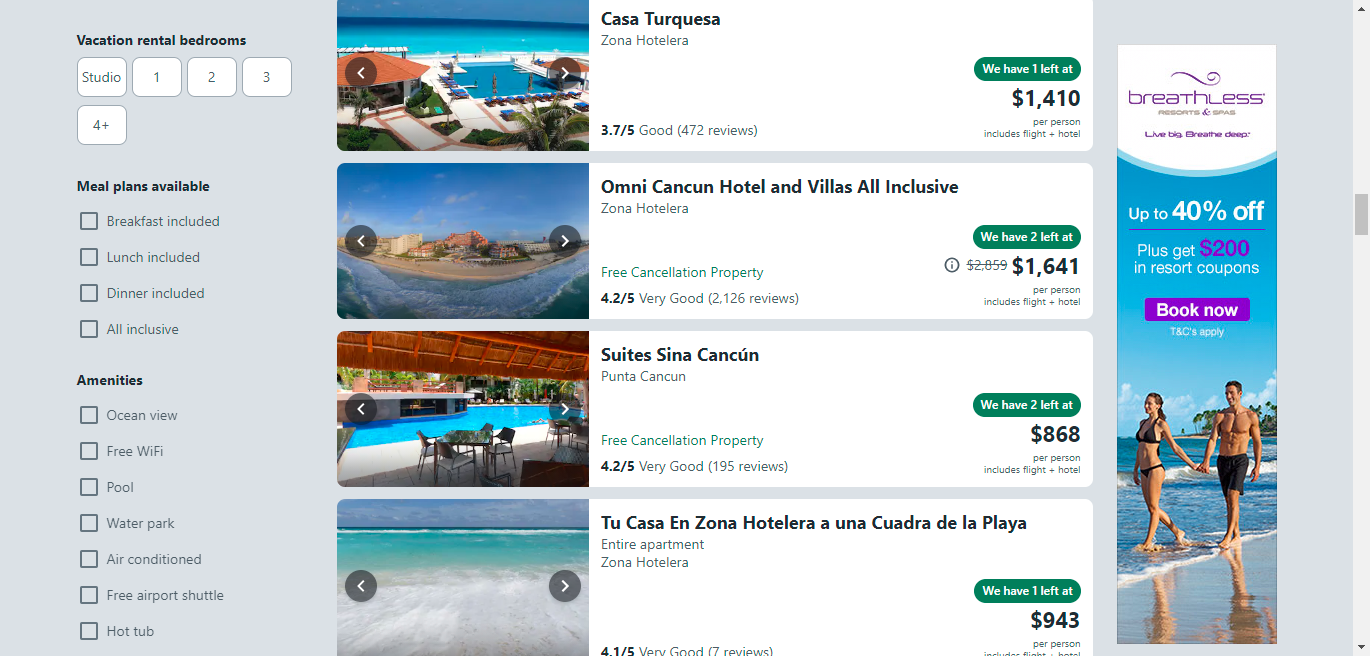 Vacation rental bedrooms
Studio
1
2
3
4+
Meal plans available
Breakfast included
Lunch included
Dinner included
All inclusive
Amenities
Ocean view
Free WiFi
Pool
Water park
Air conditioned
Free airport shuttle
Hot tub
Casa Turquesa
Zona Hotelera
We have 1 left at
$1,410
per person
includes flight + hotel
3.7/5 Good (472 reviews)
Omni Cancun Hotel and Villas All Inclusive
Zona Hotelera
We have 2 left at
$2,859 $1,641
per person
includes flight + hotel
Free Cancellation Property
4.2/5 Very Good (2,126 reviews)
Suites Sina Cancún
Punta Cancun
We have 2 left at
$868
per person
includes flight + hotel
Free Cancellation Property
4.2/5 Very Good (195 reviews)
Tu Casa En Zona Hotelera a una Cuadra de la Playa
Entire apartment
Zona Hotelera
We have 1 left at
$943
per person
includes flight + hotel
4.1/5 Very Good (7 reviews)
breathless
RESORTS & SPAS
Live big. Breathe deep.
Up to 40% off
Plus get $200
in resort coupons
Book now
T&C's apply